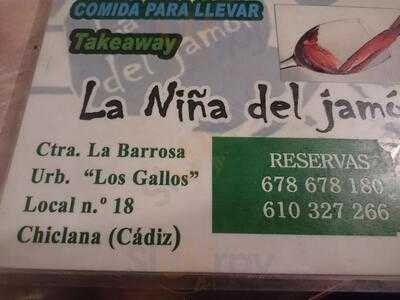 COMIDA PARA LLEVAR
Takeaway
La Niña del jamó
Ctra. La Barrosa
Urb. "Los Gallos"
Local n.º 18
Chiclana (Cádiz)
RESERVAS
678 678 180
610 327 266